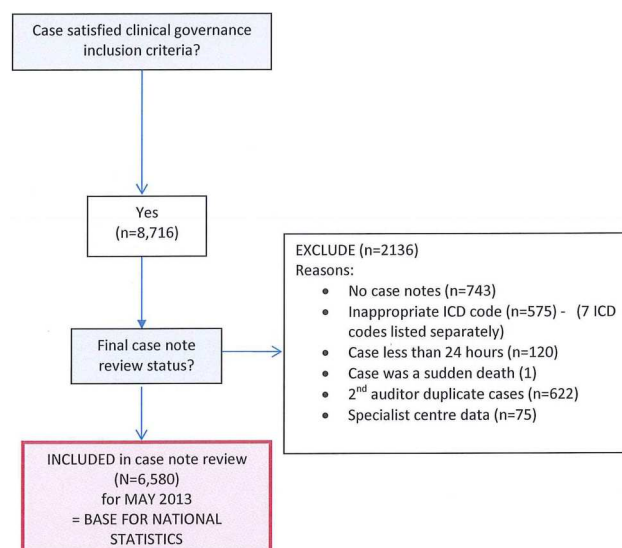 Case satisfied clinical governance
inclusion criteria?
Yes
(n=8,716)
EXCLUDE (n=2136)
Reasons:
• No case notes (n=743)
• Inappropriate ICD code (n=575) - (7 ICD
codes listed separately)
• Case less than 24 hours (n=120)
• Case was a sudden death (1)
• 2nd auditor duplicate cases (n=622)
• Specialist centre data (n=75)
Final case note
review status?
INCLUDED in case note review
(N=6,580)
for MAY 2013
= BASE FOR NATIONAL
STATISTICS